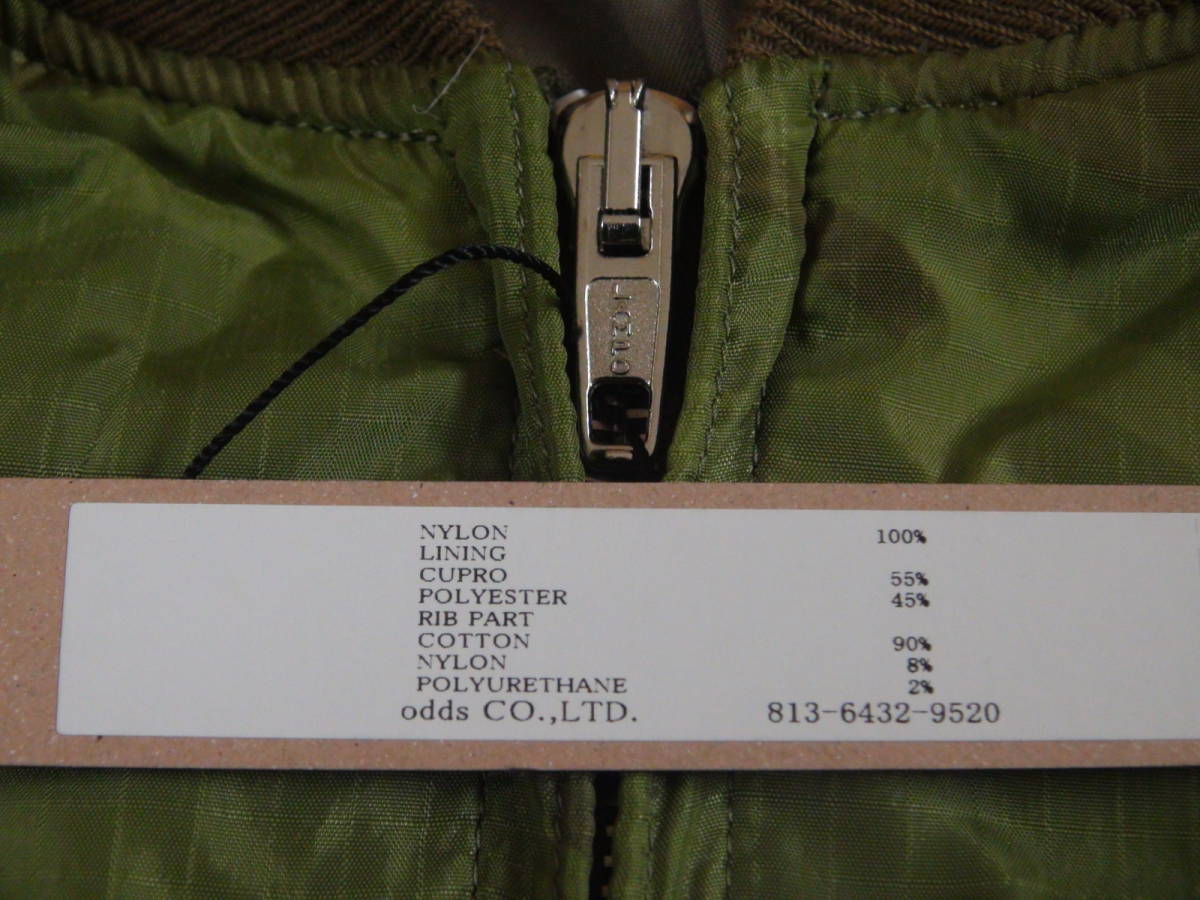 NYLON 100%
LINING
CUPRO 55%
POLYESTER 45%
RIB PART
COTTON 90%
NYLON 8%
POLYURETHANE 2%
odds CO.,LTD. 813-6432-9520